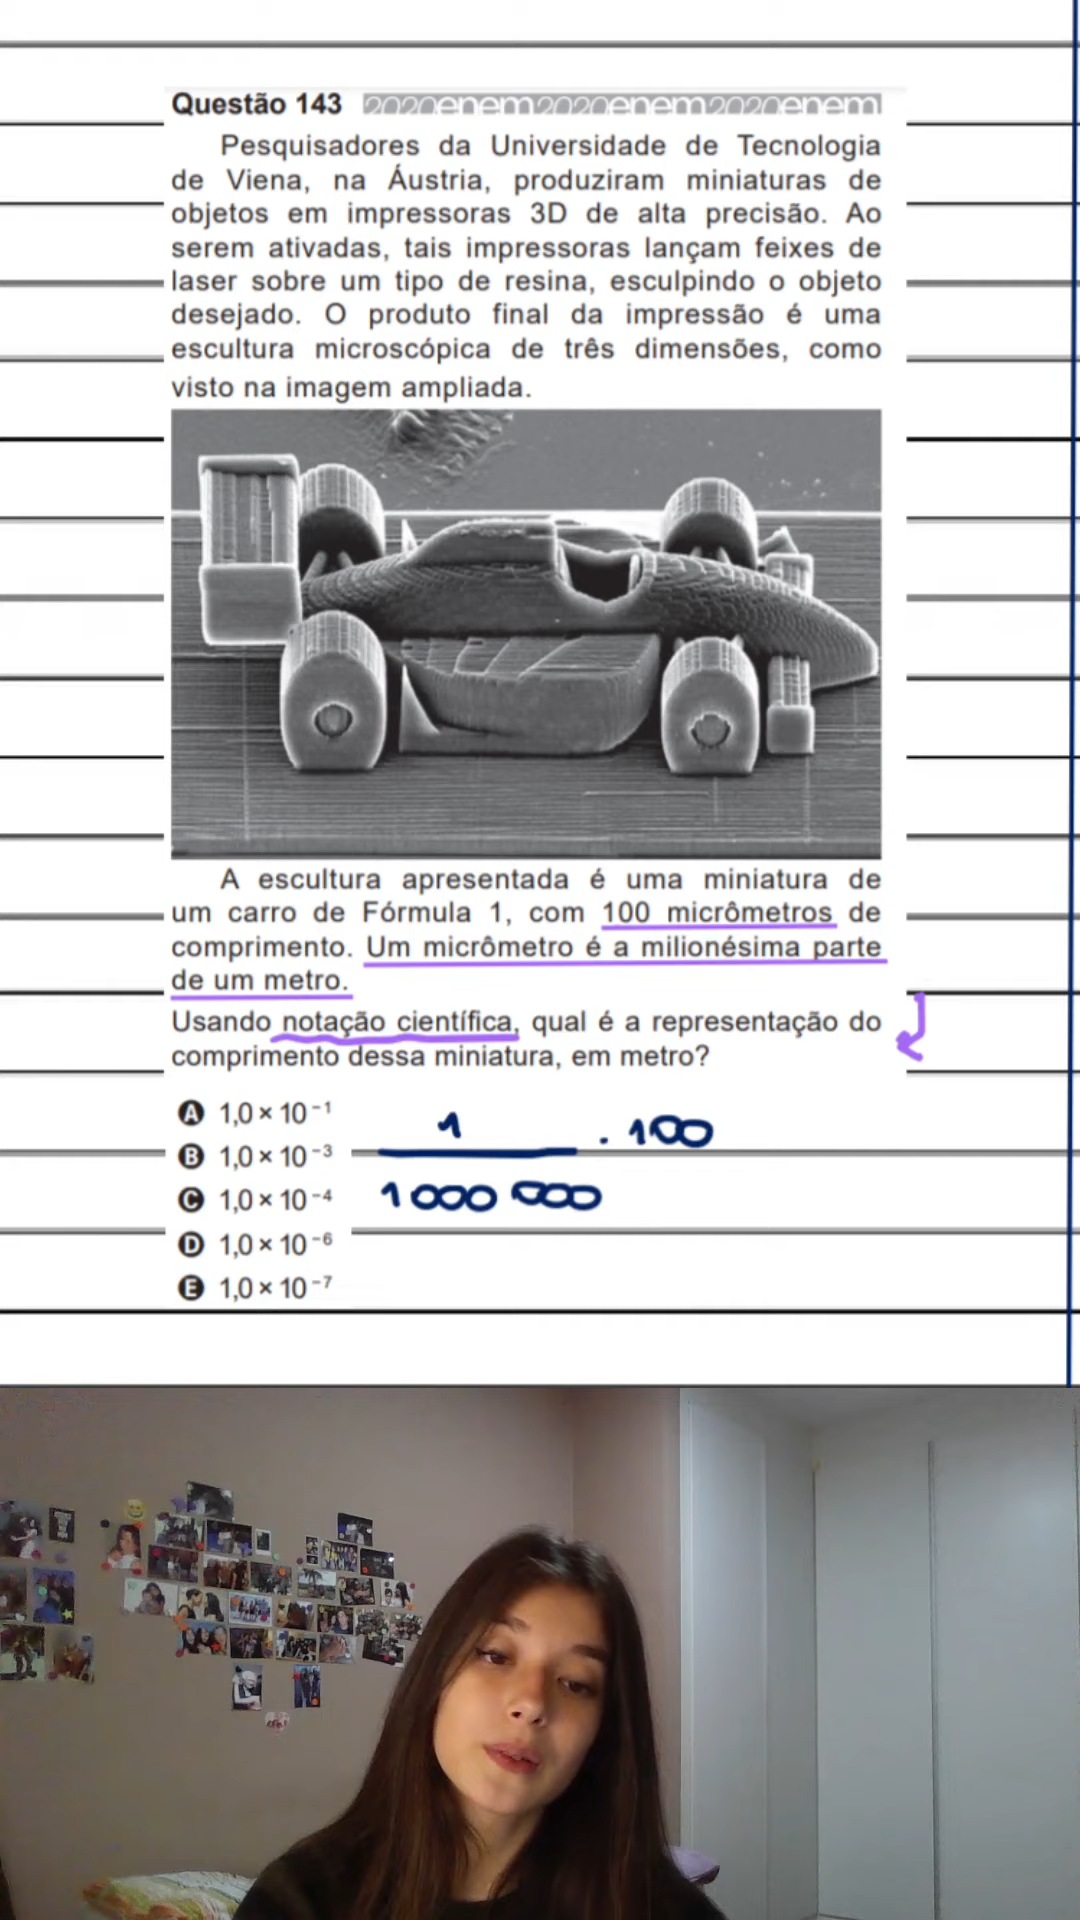 Questão 143 2020enem2020enem2020enem
Pesquisadores da Universidade de Tecnologia
de Viena, na Áustria, produziram miniaturas de
objetos em impressoras 3D de alta precisão. Ao
serem ativadas, tais impressoras lançam feixes de
laser sobre um tipo de resina, esculpindo o objeto
desejado. O produto final da impressão é uma
escultura microscópica de três dimensões, como
visto na imagem ampliada.
A escultura apresentada é uma miniatura de
um carro de Fórmula 1, com 100 micrômetros de
comprimento. Um micrômetro é a milionésima parte
de um metro.
Usando notação científica, qual é a representação do
comprimento dessa miniatura, em metro?
A 1,0 × 10⁻¹
B 1,0 × 10⁻³
C 1,0 × 10⁻⁴
D 1,0 × 10⁻⁶
E 1,0 × 10⁻⁷
1 . 100
1000 000